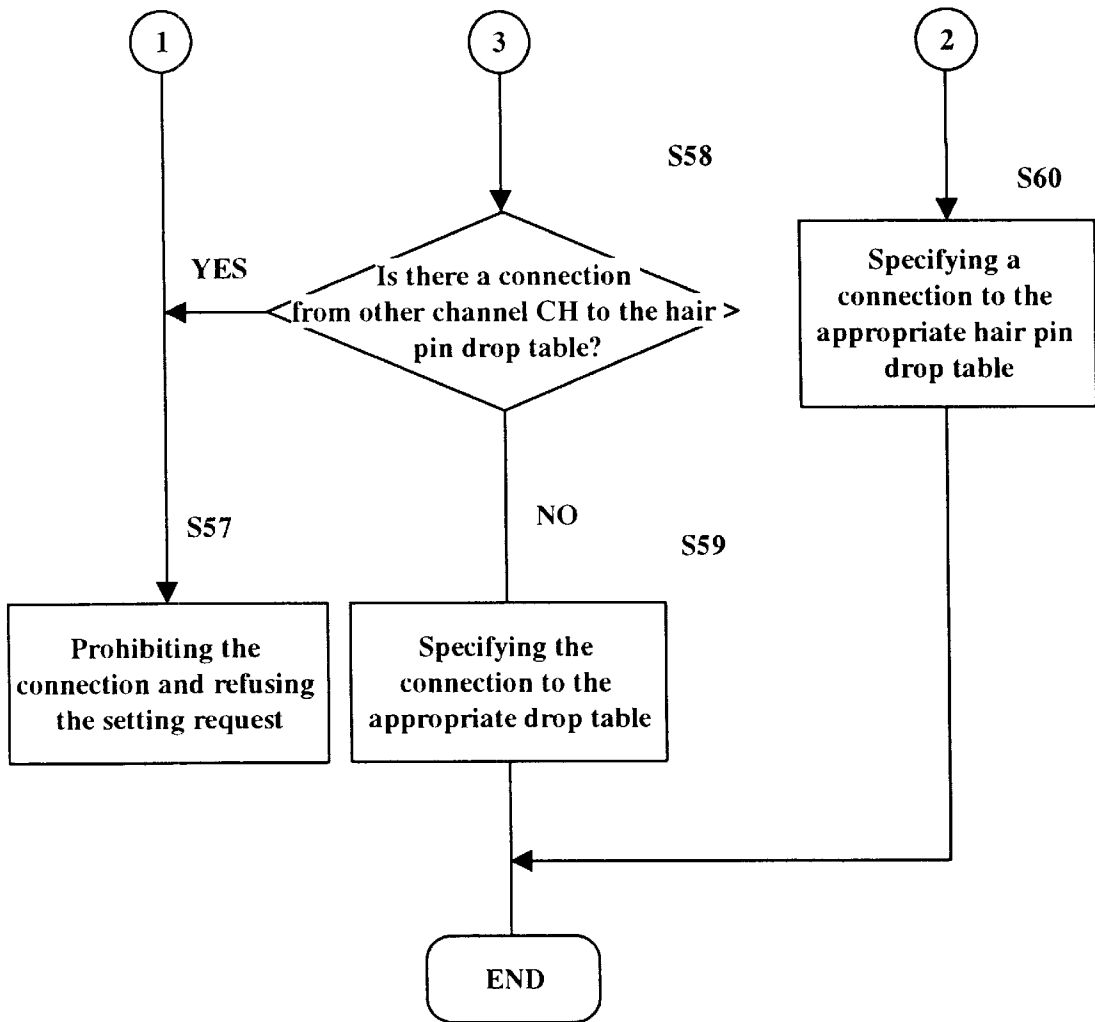 1
3
2
S58
S60
YES
Is there a connection
from other channel CH to the hair
pin drop table?
Specifying a
connection to the
appropriate hair pin
drop table
S57
NO
S59
Prohibiting the
connection and refusing
the setting request
Specifying the
connection to the
appropriate drop table
END